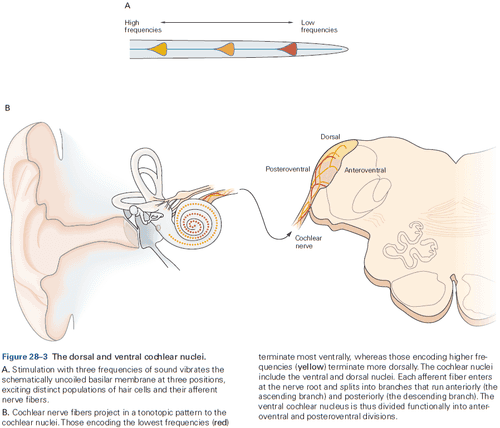 A
High
frequencies
Low
frequencies
B
Dorsal
Posteroventral
Anteroventral
Cochlear
nerve
Figure 28–3 The dorsal and ventral cochlear nuclei.
A. Stimulation with three frequencies of sound vibrates the
schematically uncoiled basilar membrane at three positions,
exciting distinct populations of hair cells and their afferent
nerve fibers.
B. Cochlear nerve fibers project in a tonotopic pattern to the
cochlear nuclei. Those encoding the lowest frequencies (red)
terminate most ventrally, whereas those encoding higher fre-
quencies (yellow) terminate more dorsally. The cochlear nuclei
include the ventral and dorsal nuclei. Each afferent fiber enters
at the nerve root and splits into branches that run anteriorly (the
ascending branch) and posteriorly (the descending branch). The
ventral cochlear nucleus is thus divided functionally into anter-
oventral and posteroventral divisions.